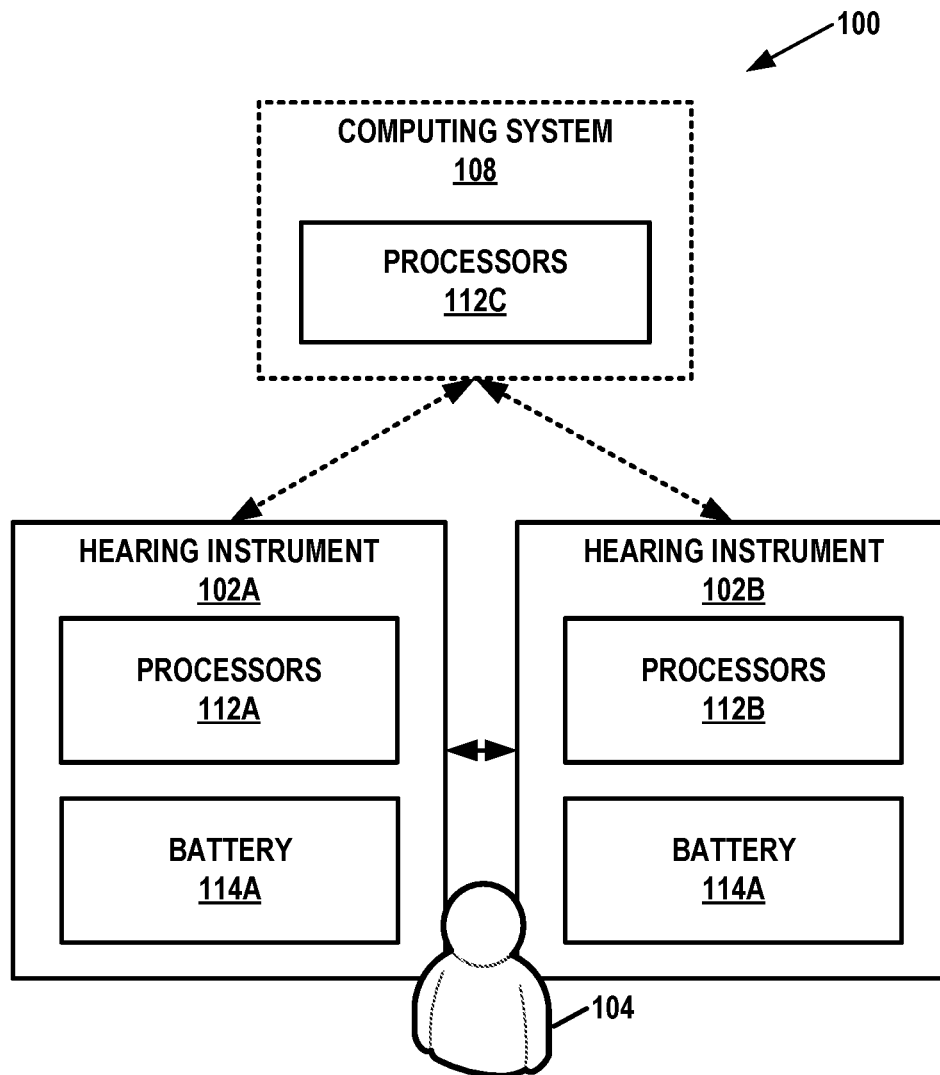 100
COMPUTING SYSTEM
108
PROCESSORS
112C
HEARING INSTRUMENT
102A
PROCESSORS
112A
BATTERY
114A
HEARING INSTRUMENT
102B
PROCESSORS
112B
BATTERY
114A
104